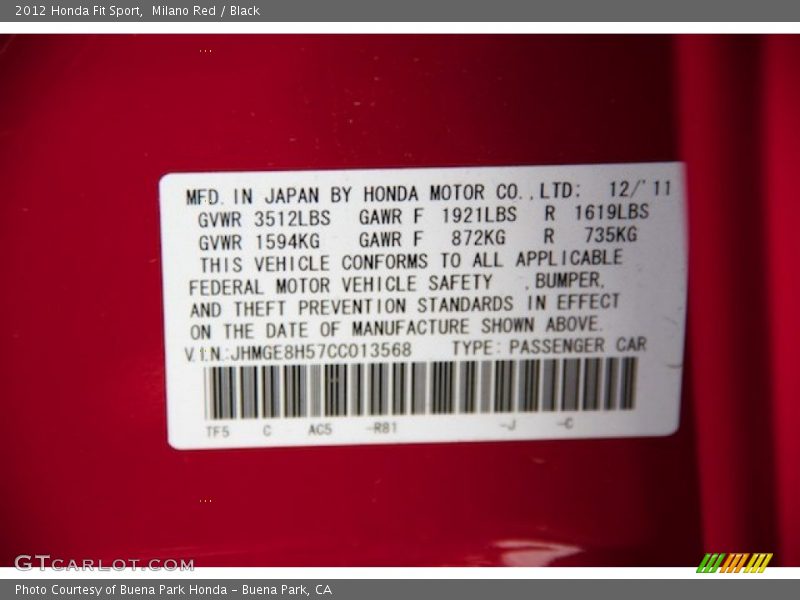 2012 Honda Fit Sport,  Milano Red / Black
MFD. IN JAPAN BY HONDA MOTOR CO.,LTD: 12/'11
GVWR 3512LBS GAWR F 1921LBS R 1619LBS
GVWR 1594KG GAWR F 872KG R 735KG
THIS VEHICLE CONFORMS TO ALL APPLICABLE
FEDERAL MOTOR VEHICLE SAFETY ,BUMPER,
AND THEFT PREVENTION STANDARDS IN EFFECT
ON THE DATE OF MANUFACTURE SHOWN ABOVE.
V.I.N:JHMGE8H57CC013568 TYPE: PASSENGER CAR
TF5 C AC5 -R81 -J -C
GTCARLOT.COM
Photo Courtesy of Buena Park Honda – Buena Park, CA